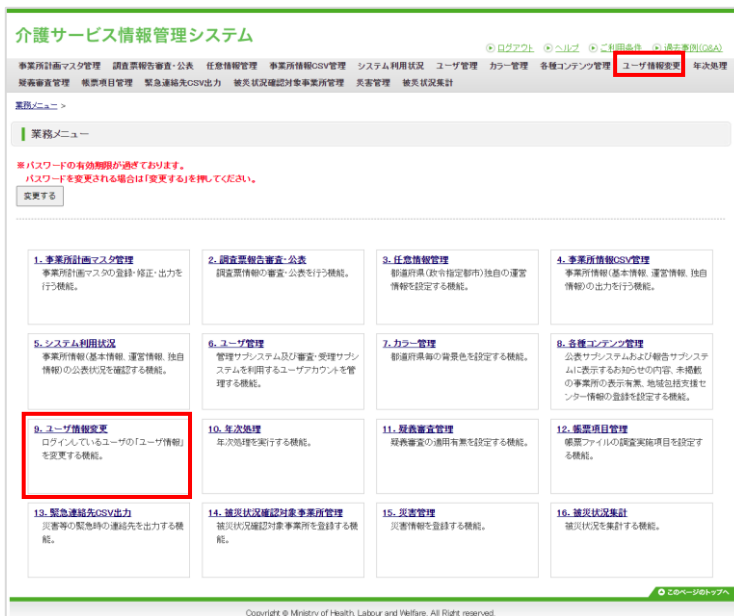 介護サービス情報管理システム
ログアウト ヘルプ ご利用条件 過去事例(Q&A)
事業所計画マスタ管理 調査票報告審査・公表 任意情報管理 事業所情報CSV管理 システム利用状況 ユーザ管理 カラー管理 各種コンテンツ管理 ユーザ情報変更 年次処理
疑義審査管理 帳票項目管理 緊急連絡先CSV出力 被災状況確認対象事業所管理 災害管理 被災状況集計
業務メニュー >
業務メニュー
※パスワードの有効期限が過ぎております。
パスワードを変更される場合は「変更する」を押してください。
変更する
1. 事業所計画マスタ管理
事業所計画マスタの登録・修正・出力を
行う機能。
2. 調査票報告審査・公表
調査票情報の審査・公表を行う機能。
3. 任意情報管理
都道府県(政令指定都市)独自の運営
情報を設定する機能。
4. 事業所情報CSV管理
事業所情報(基本情報、運営情報、独自
情報)の出力を行う機能。
5. システム利用状況
事業所情報(基本情報、運営情報、独自
情報)の公表状況を確認する機能。
6. ユーザ管理
管理サブシステム及び審査・受理サブシ
ステムを利用するユーザアカウントを管
理する機能。
7. カラー管理
都道府県毎の背景色を設定する機能。
8. 各種コンテンツ管理
公表サブシステムおよび報告サブシステ
ムに表示するお知らせの内容、未掲載
の事業所の表示有無、地域包括支援セ
ンター情報の登録を設定する機能。
9. ユーザ情報変更
ログインしているユーザの「ユーザ情報」
を変更する機能。
10. 年次処理
年次処理を実行する機能。
11. 疑義審査管理
疑義審査の適用有無を設定する機能。
12. 帳票項目管理
帳票ファイルの調査実施項目を設定す
る機能。
13. 緊急連絡先CSV出力
災害等の緊急時の連絡先を出力する機
能。
14. 被災状況確認対象事業所管理
被災状況確認対象事業所を登録する機
能。
15. 災害管理
災害情報を登録する機能。
16. 被災状況集計
被災状況を集計する機能。
このページのトップへ
Copyright © Ministry of Health, Labour and Welfare, All Right reserved.